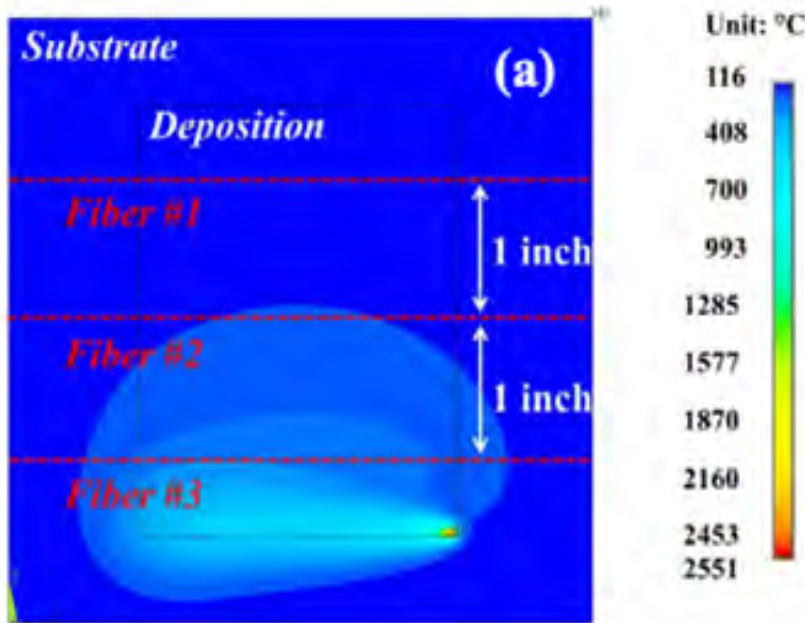 Substrate
(a)
Deposition
Fiber #1
1 inch
Fiber #2
1 inch
Fiber #3
Unit: °C
116
408
700
993
1285
1577
1870
2160
2453
2551